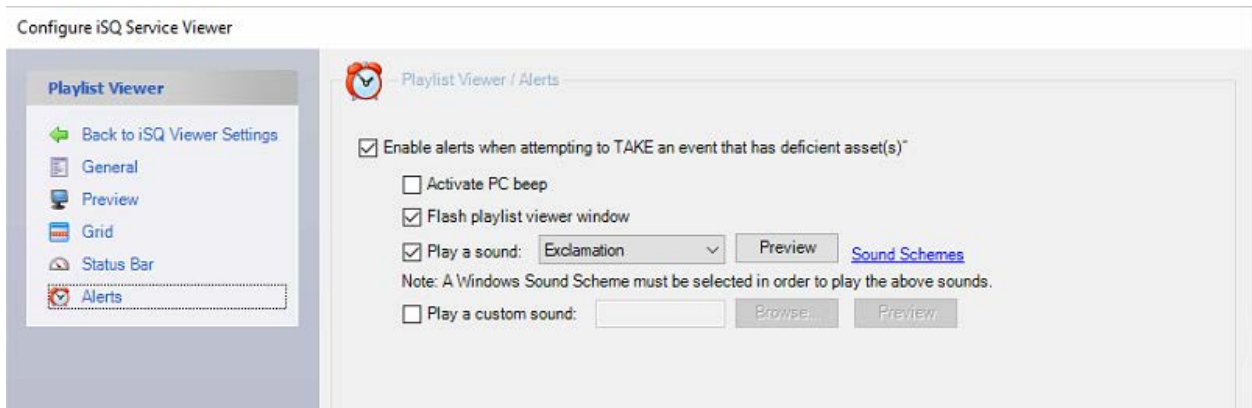 Configure iSQ Service Viewer
Playlist Viewer
Back to iSQ Viewer Settings
General
Preview
Grid
Status Bar
Alerts
Playlist Viewer / Alerts
Enable alerts when attempting to TAKE an event that has deficient asset(s)"
Activate PC beep
Flash playlist viewer window
Play a sound: Exclamation Preview Sound Schemes
Note: A Windows Sound Scheme must be selected in order to play the above sounds.
Play a custom sound: Browse... Preview